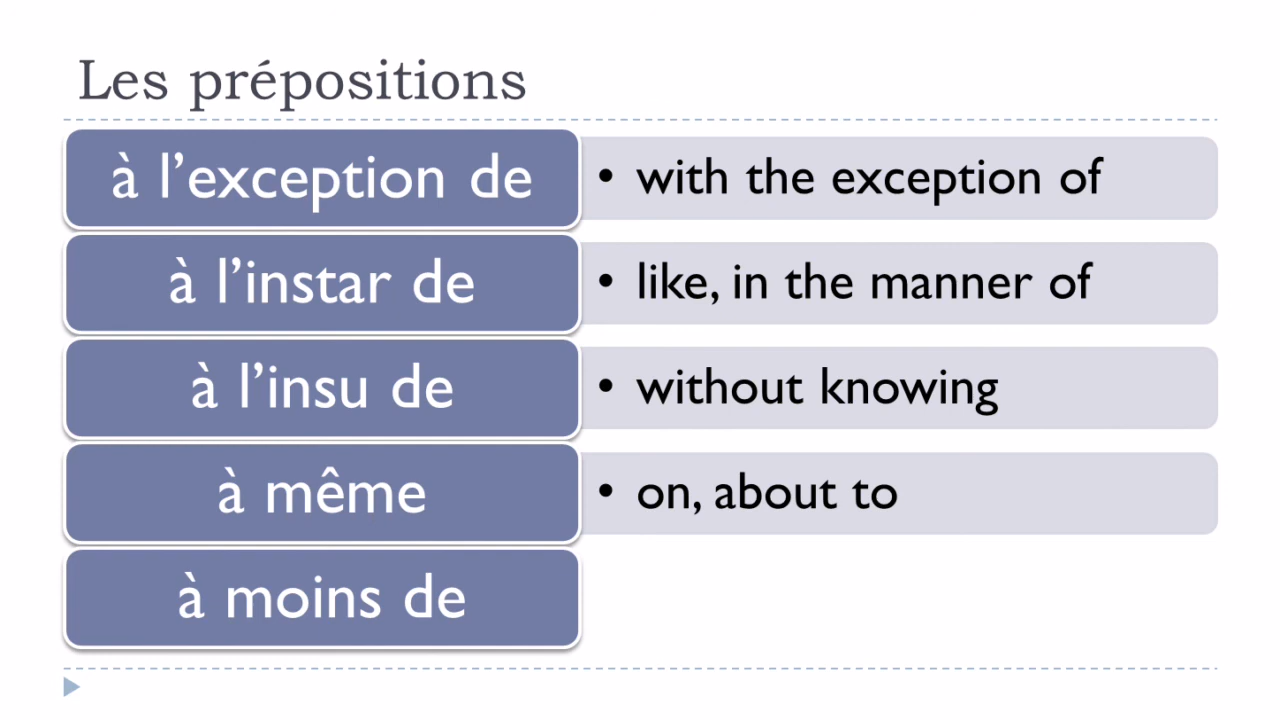 Les prépositions
à l’exception de
• with the exception of
à l’instar de
• like, in the manner of
à l’insu de
• without knowing
à même
• on, about to
à moins de